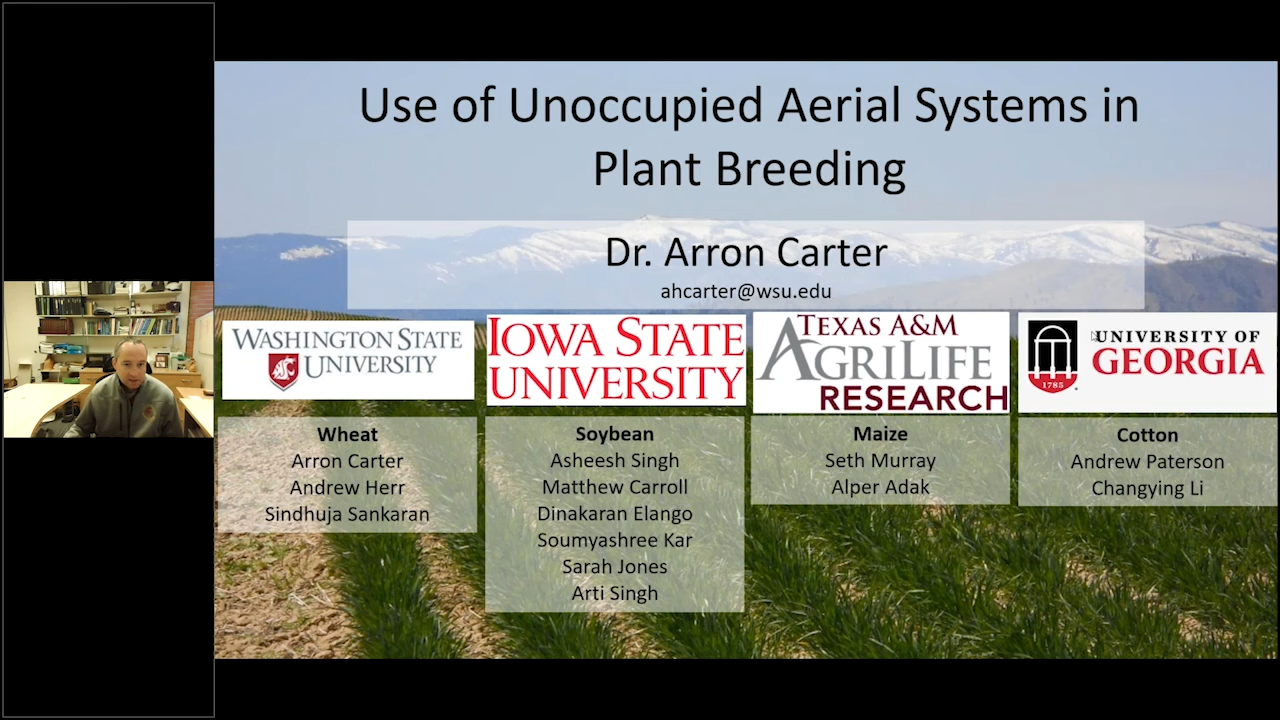 Use of Unoccupied Aerial Systems in
Plant Breeding
Dr. Arron Carter
ahcarter@wsu.edu
WASHINGTON STATE
UNIVERSITY
IOWA STATE
UNIVERSITY
TEXAS A&M
AGRILIFE
RESEARCH
1785
UNIVERSITY OF
GEORGIA
Wheat
Arron Carter
Andrew Herr
Sindhuja Sankaran
Soybean
Asheesh Singh
Matthew Carroll
Dinakaran Elango
Soumyashree Kar
Sarah Jones
Arti Singh
Maize
Seth Murray
Alper Adak
Cotton
Andrew Paterson
Changying Li